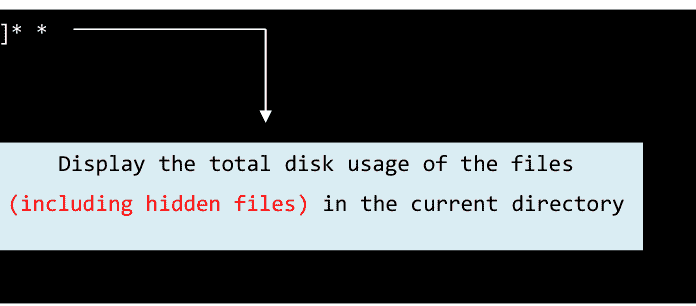 ]* *
Display the total disk usage of the files
(including hidden files) in the current directory